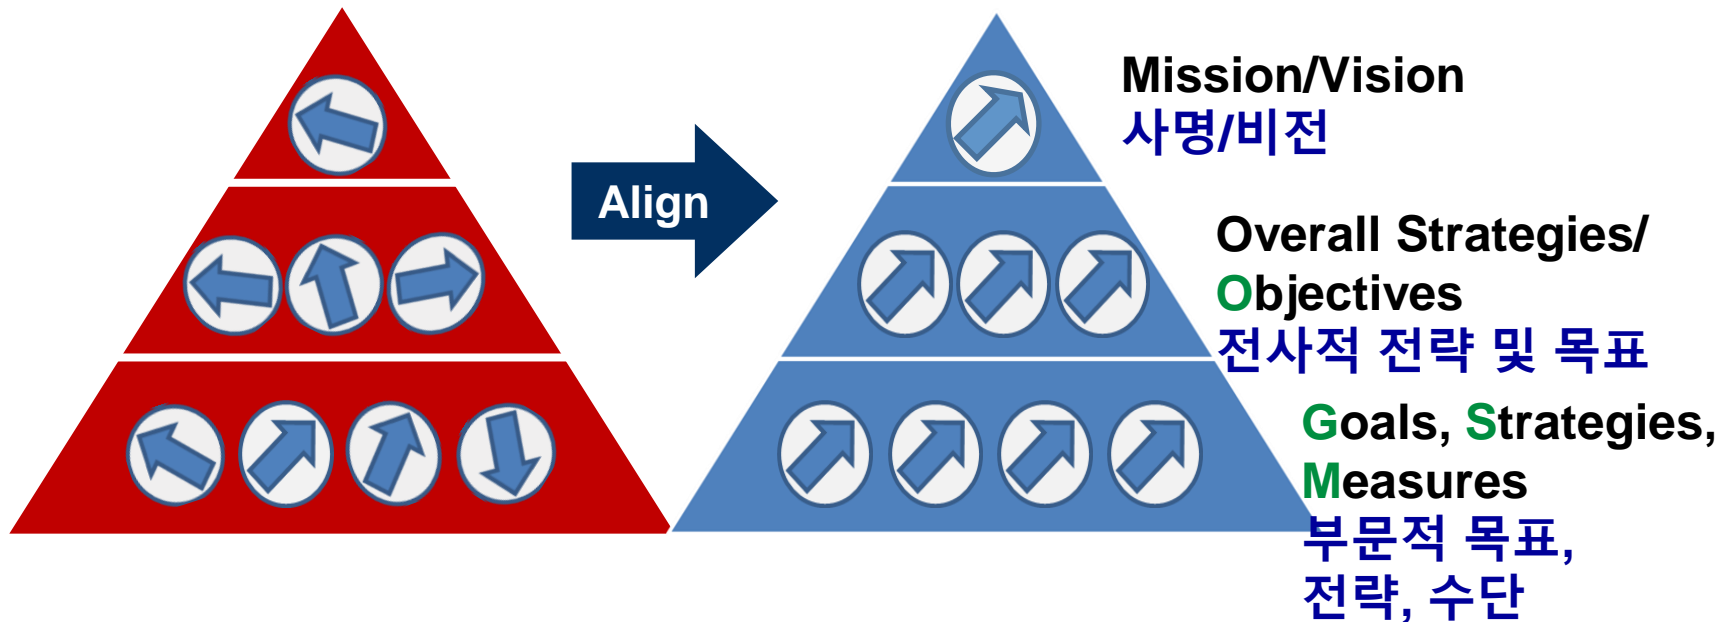 Align
Mission/Vision
사명/비전
Overall Strategies/
Objectives
전사적 전략 및 목표
Goals, Strategies,
Measures
부문적 목표,
전략, 수단